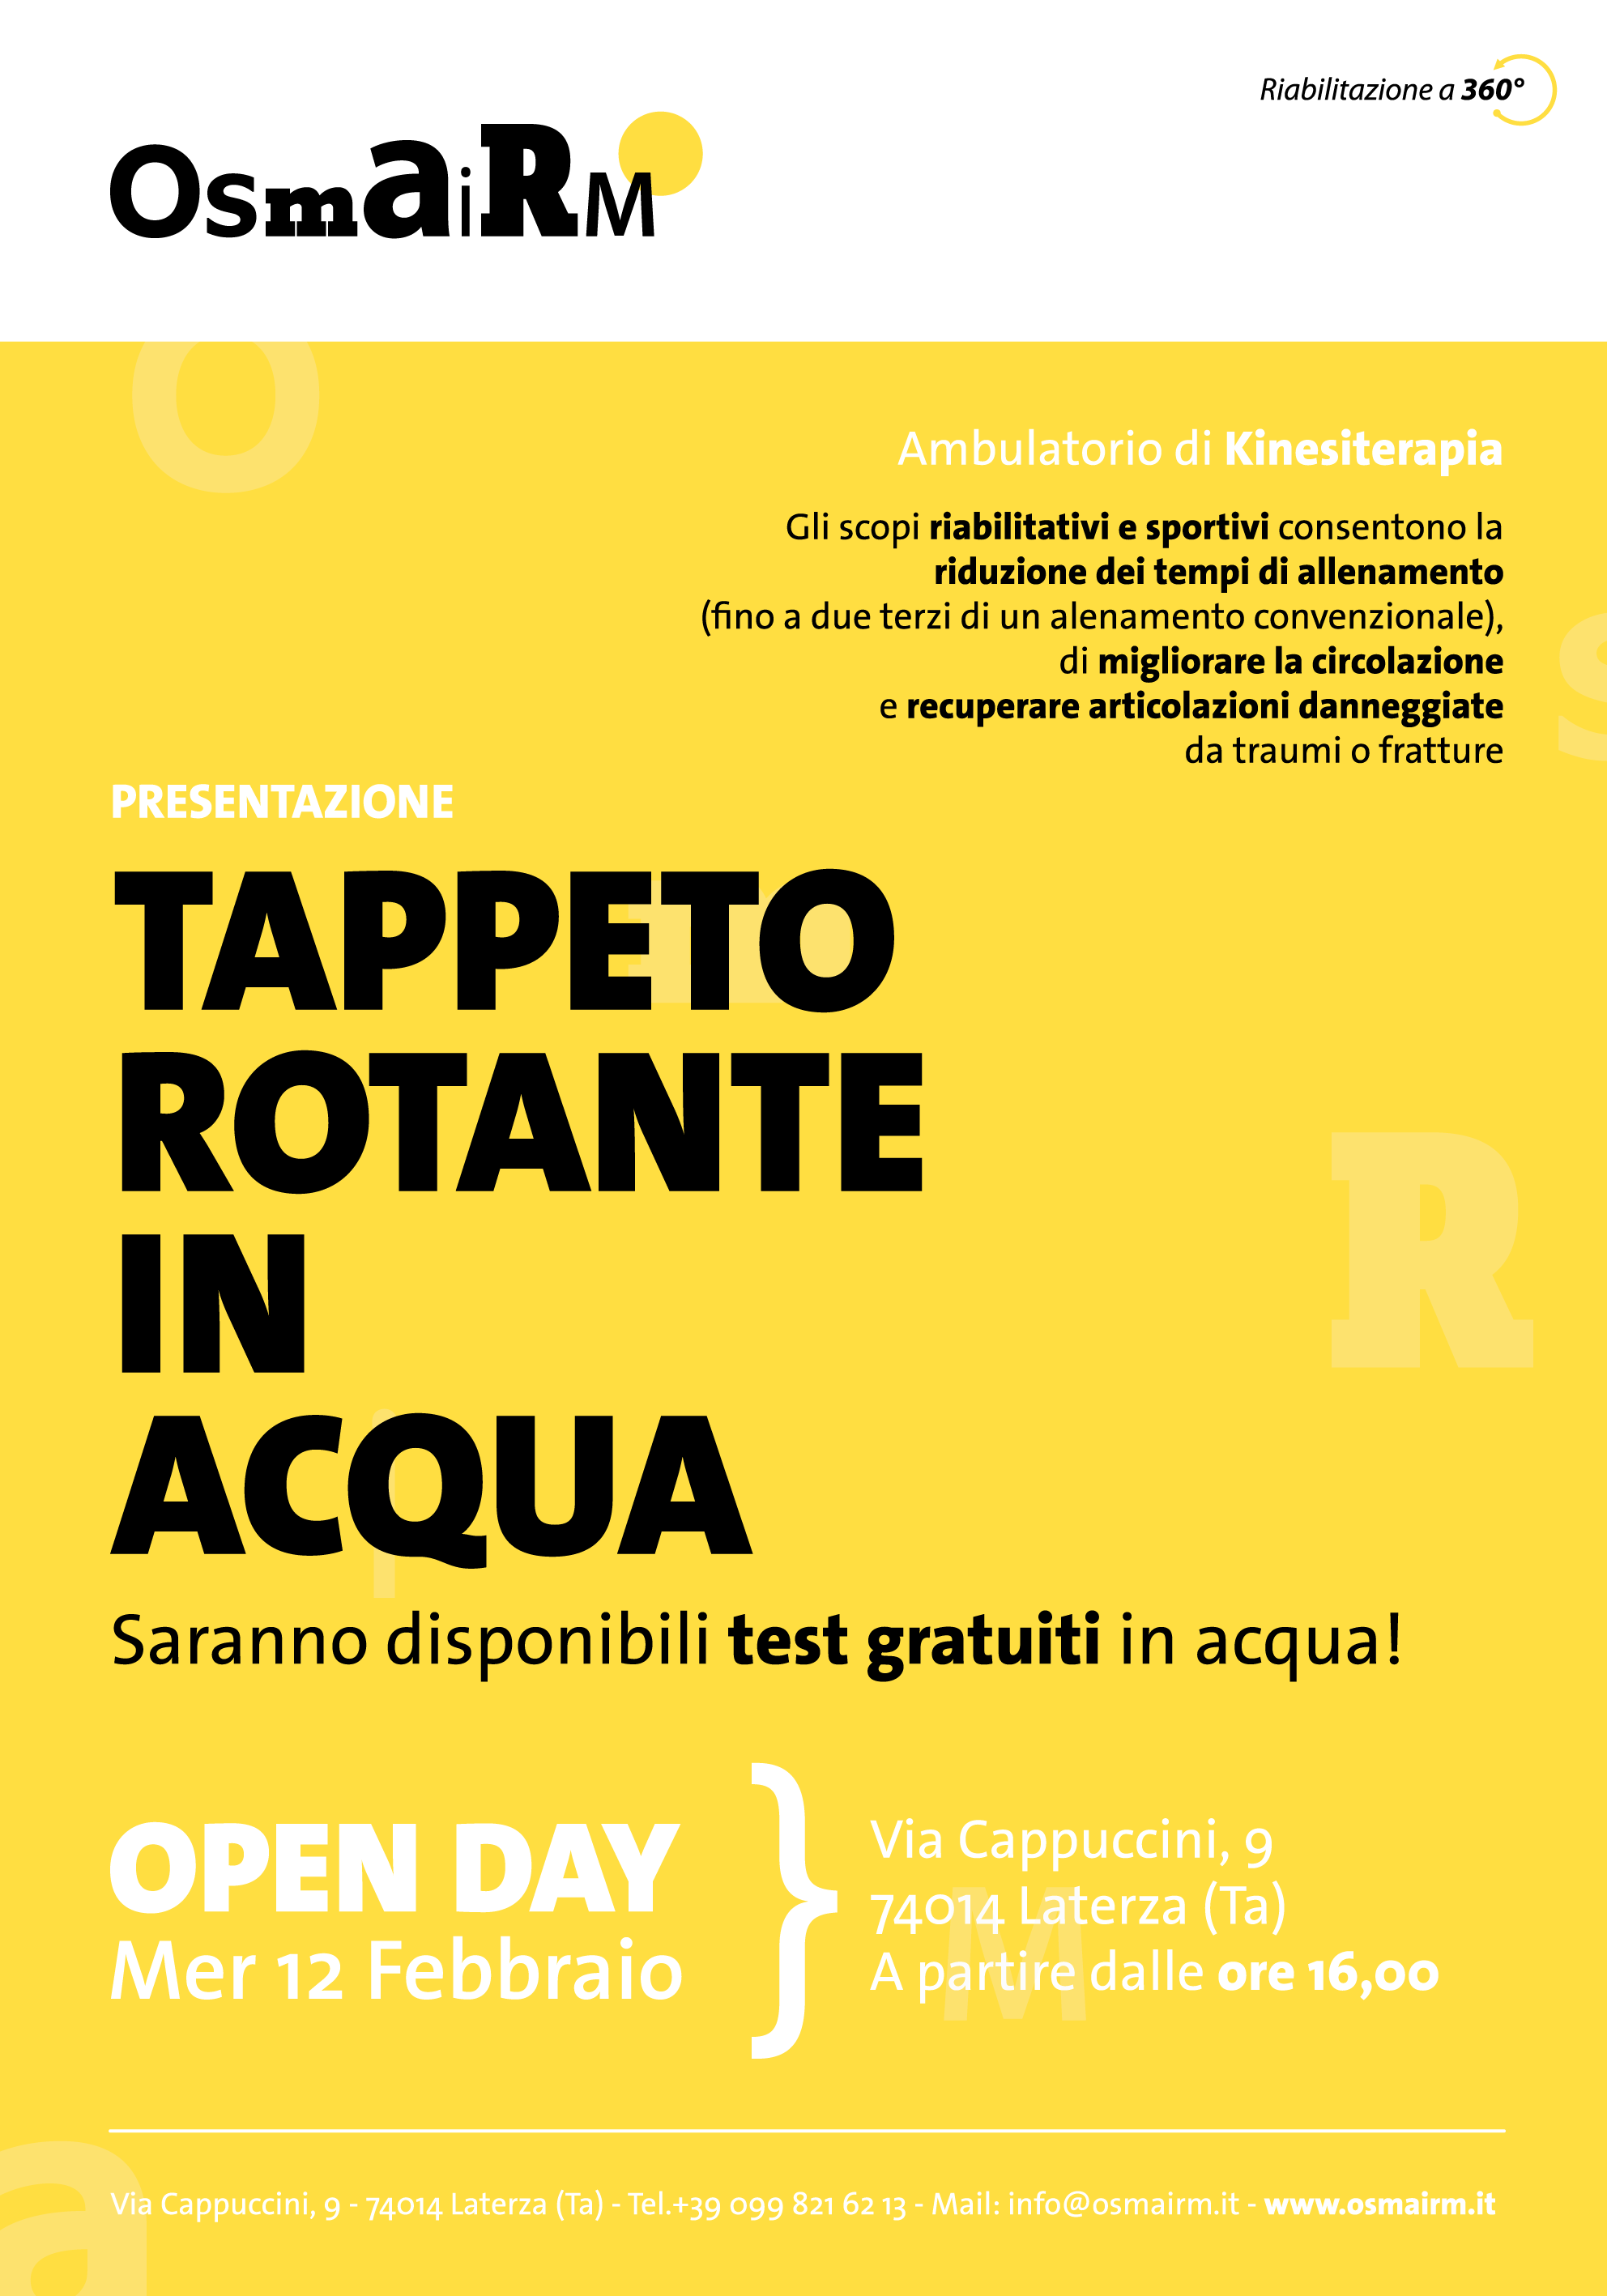 Riabilitazione a 360°
OsmaiRM
Ambulatorio di Kinesiterapia
Gli scopi riabilitativi e sportivi consentono la
riduzione dei tempi di allenamento
(fino a due terzi di un alenamento convenzionale),
di migliorare la circolazione
e recuperare articolazioni danneggiate
da traumi o fratture
PRESENTAZIONE
TAPPETO
ROTANTE
IN
ACQUA
Saranno disponibili test gratuiti in acqua!
OPEN DAY
Mer 12 Febbraio
Via Cappuccini, 9
74014 Laterza (Ta)
A partire dalle ore 16,00
Via Cappuccini, 9 - 74014 Laterza (Ta) - Tel.+39 099 821 62 13 - Mail: info@osmairm.it - www.osmairm.it